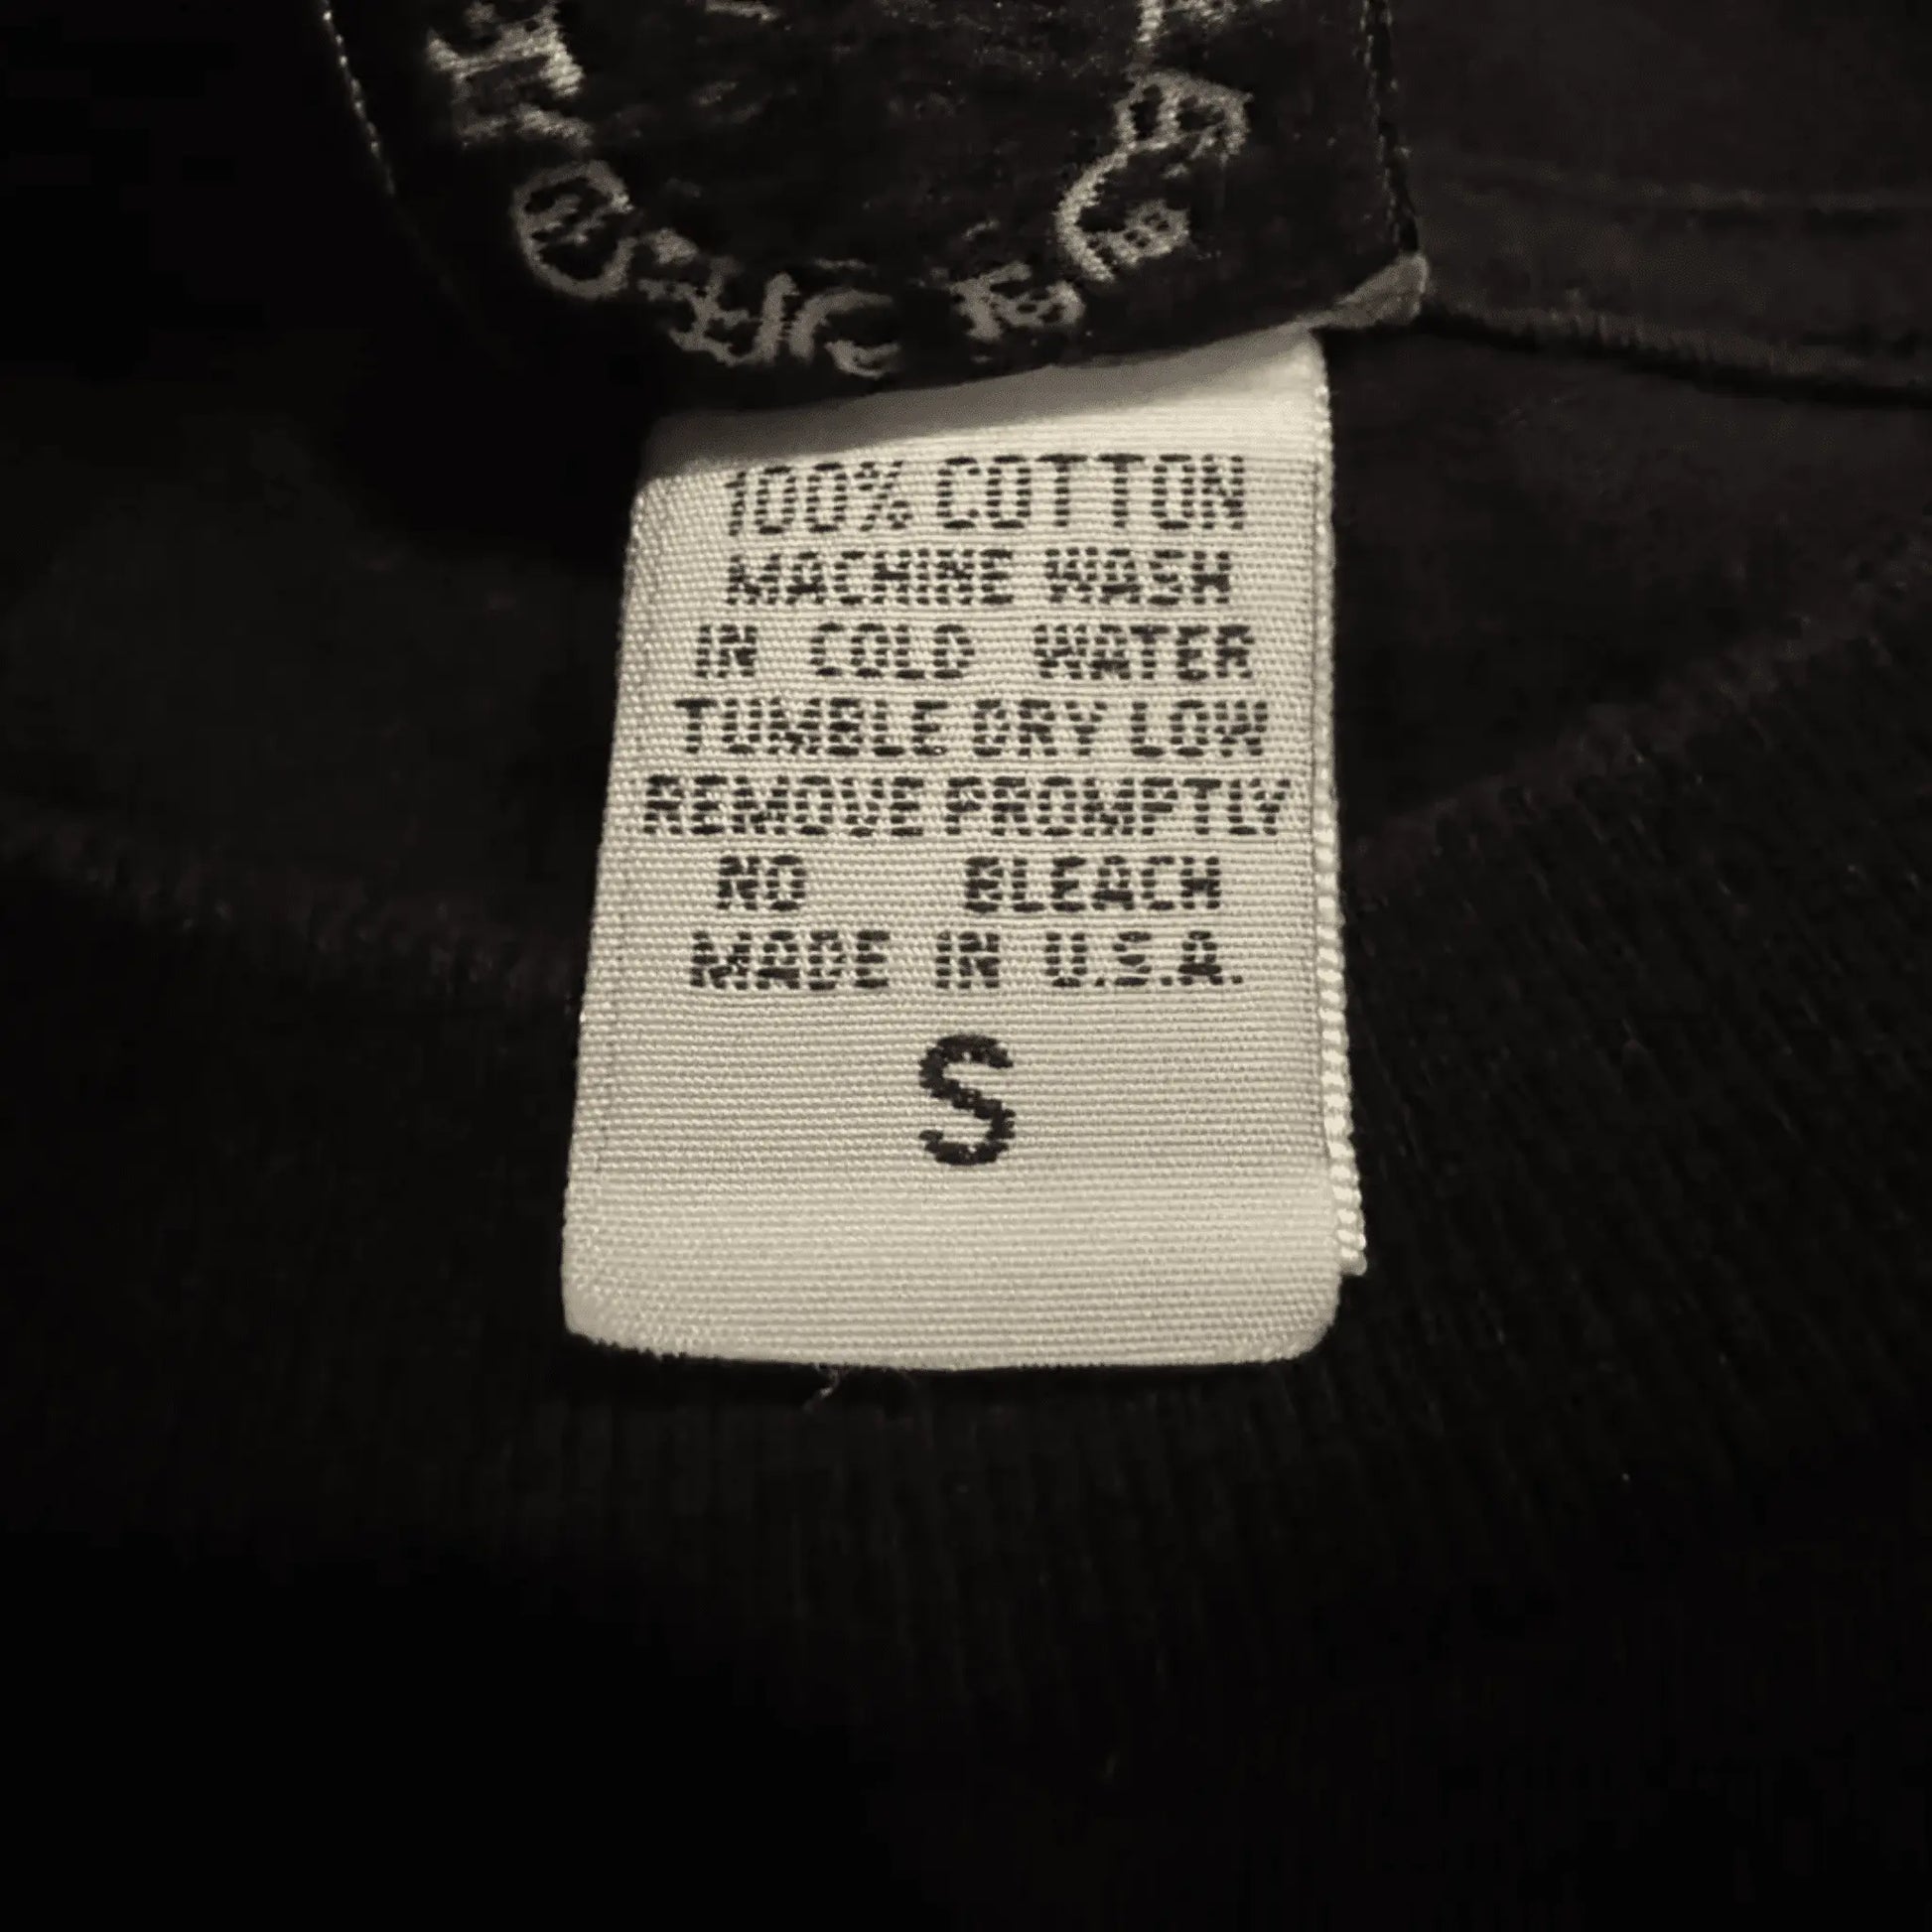 100% COTTON
MACHINE WASH
IN COLD WATER
TUMBLE DRY LOW
REMOVE PROMPTLY
NO BLEACH
MADE IN U.S.A.
S